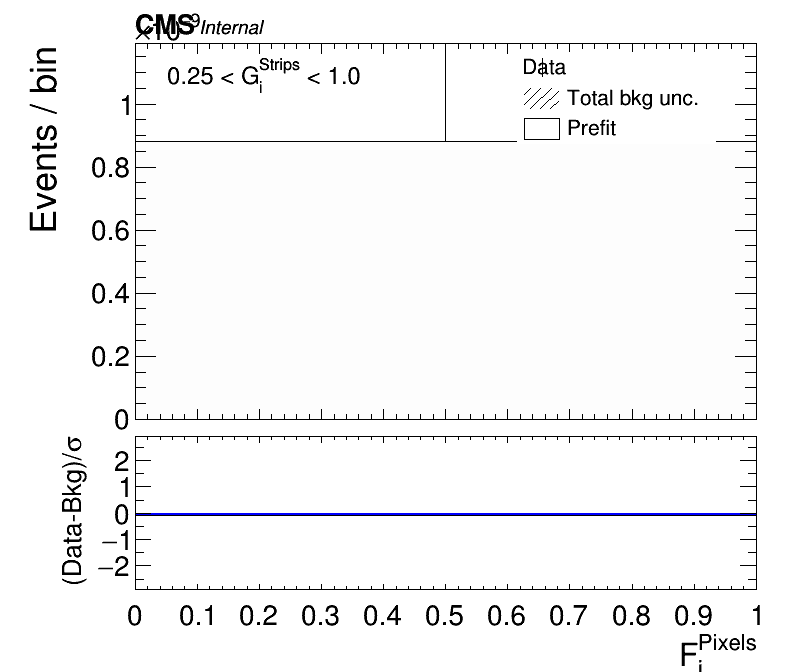 CMS Internal
×10⁻⁹
0.25 < G_i^Strips < 1.0
Data
Total bkg unc.
Prefit
Events / bin
1
0.8
0.6
0.4
0.2
0
(Data-Bkg)/σ
2
1
0
−1
−2
0 0.1 0.2 0.3 0.4 0.5 0.6 0.7 0.8 0.9 1
F_i^Pixels